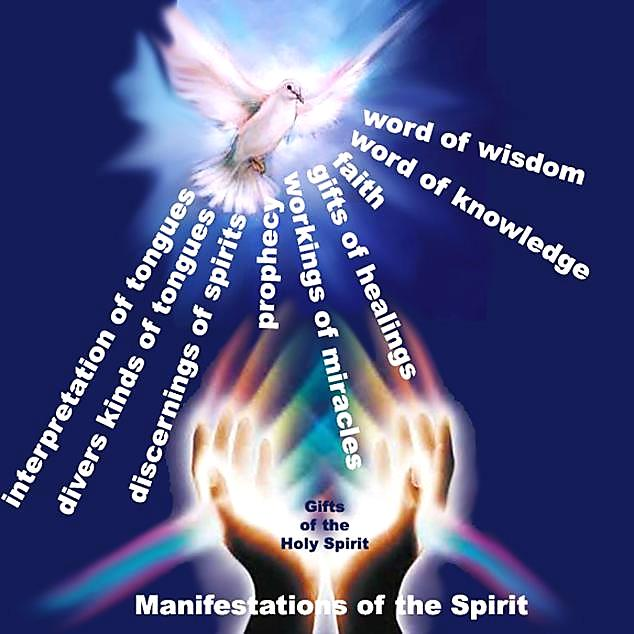 word of wisdom
word of knowledge
faith
gifts of healings
workings of miracles
prophecy
discernings of spirits
divers kinds of tongues
interpretation of tongues
Gifts
of the
Holy Spirit
Manifestations of the Spirit